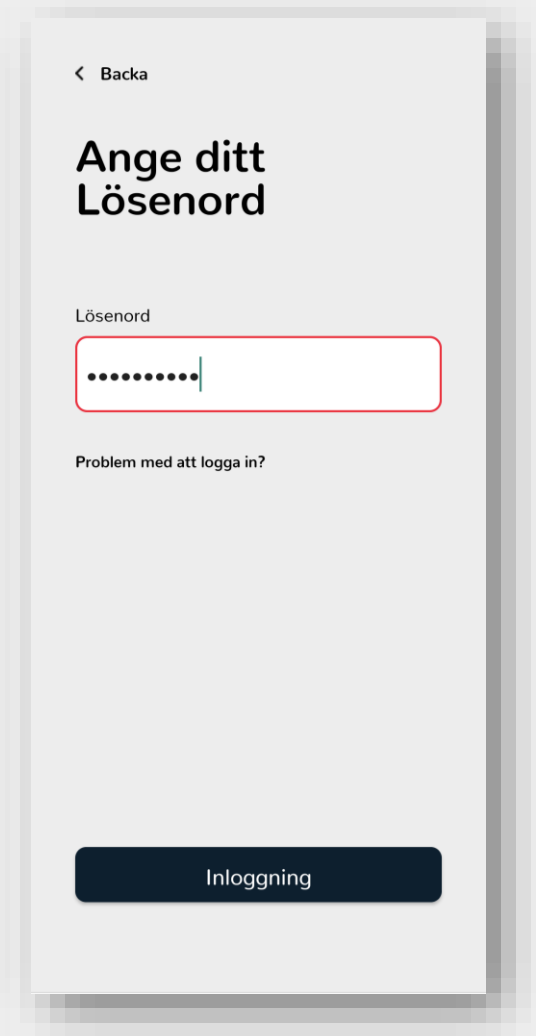 Backa
Ange ditt
Lösenord
Lösenord
••••••••••
Problem med att logga in?
Inloggning